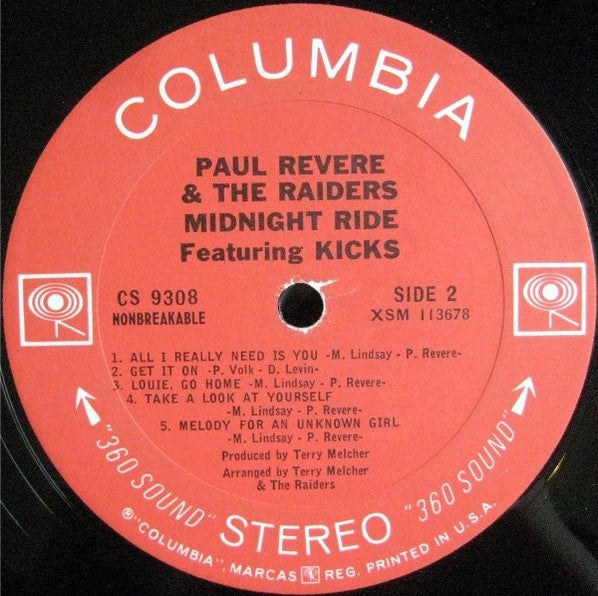 COLUMBIA
PAUL REVERE
& THE RAIDERS
MIDNIGHT RIDE
Featuring KICKS
CS 9308
NONBREAKABLE
SIDE 2
XSM 113678
1. ALL I REALLY NEED IS YOU -M. Lindsay - P. Revere-
2. GET IT ON -P. Volk - D. Levin-
3. LOUIE, GO HOME -M. Lindsay - P. Revere-
4. TAKE A LOOK AT YOURSELF
-M. Lindsay - P. Revere-
5. MELODY FOR AN UNKNOWN GIRL
-M. Lindsay - P. Revere-
Produced by Terry Melcher
Arranged by Terry Melcher
& The Raiders
"360 SOUND" STEREO "360 SOUND"
®"COLUMBIA", MARCAS REG. PRINTED IN U.S.A.